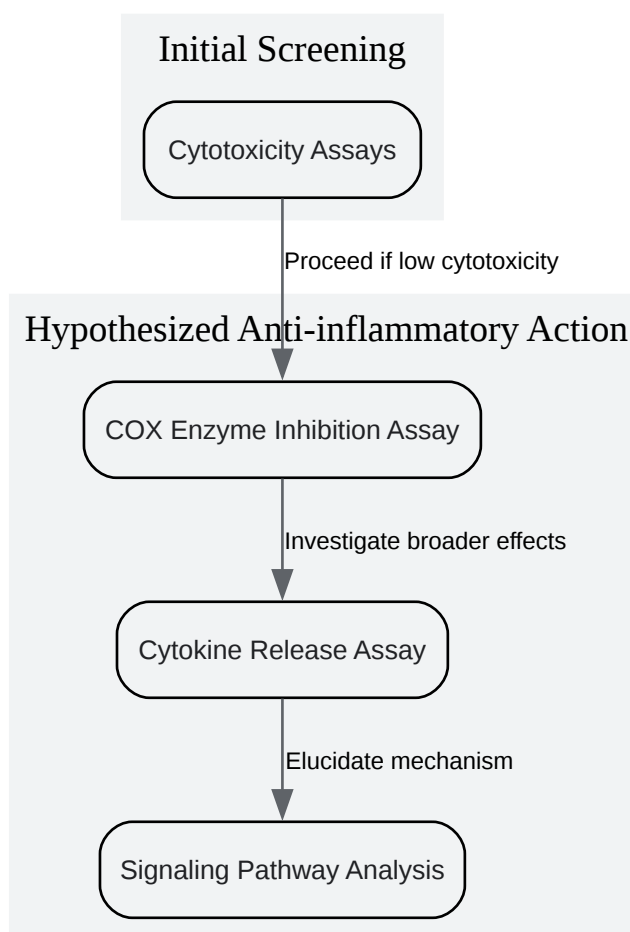 Initial Screening
Cytotoxicity Assays
Proceed if low cytotoxicity
Hypothesized Anti-inflammatory Action
COX Enzyme Inhibition Assay
Investigate broader effects
Cytokine Release Assay
Elucidate mechanism
Signaling Pathway Analysis